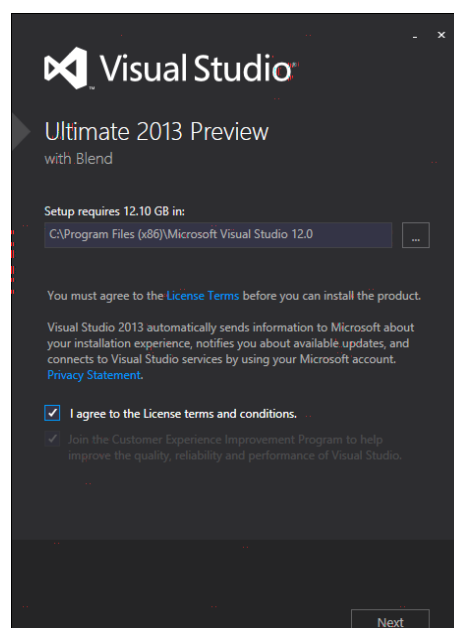 Visual Studio
Ultimate 2013 Preview
with Blend
Setup requires 12.10 GB in:
C:\Program Files (x86)\Microsoft Visual Studio 12.0
...
You must agree to the License Terms before you can install the product.
Visual Studio 2013 automatically sends information to Microsoft about
your installation experience, notifies you about available updates, and
connects to Visual Studio services by using your Microsoft account.
Privacy Statement.
I agree to the License terms and conditions.
Join the Customer Experience Improvement Program to help
improve the quality, reliability and performance of Visual Studio.
Next